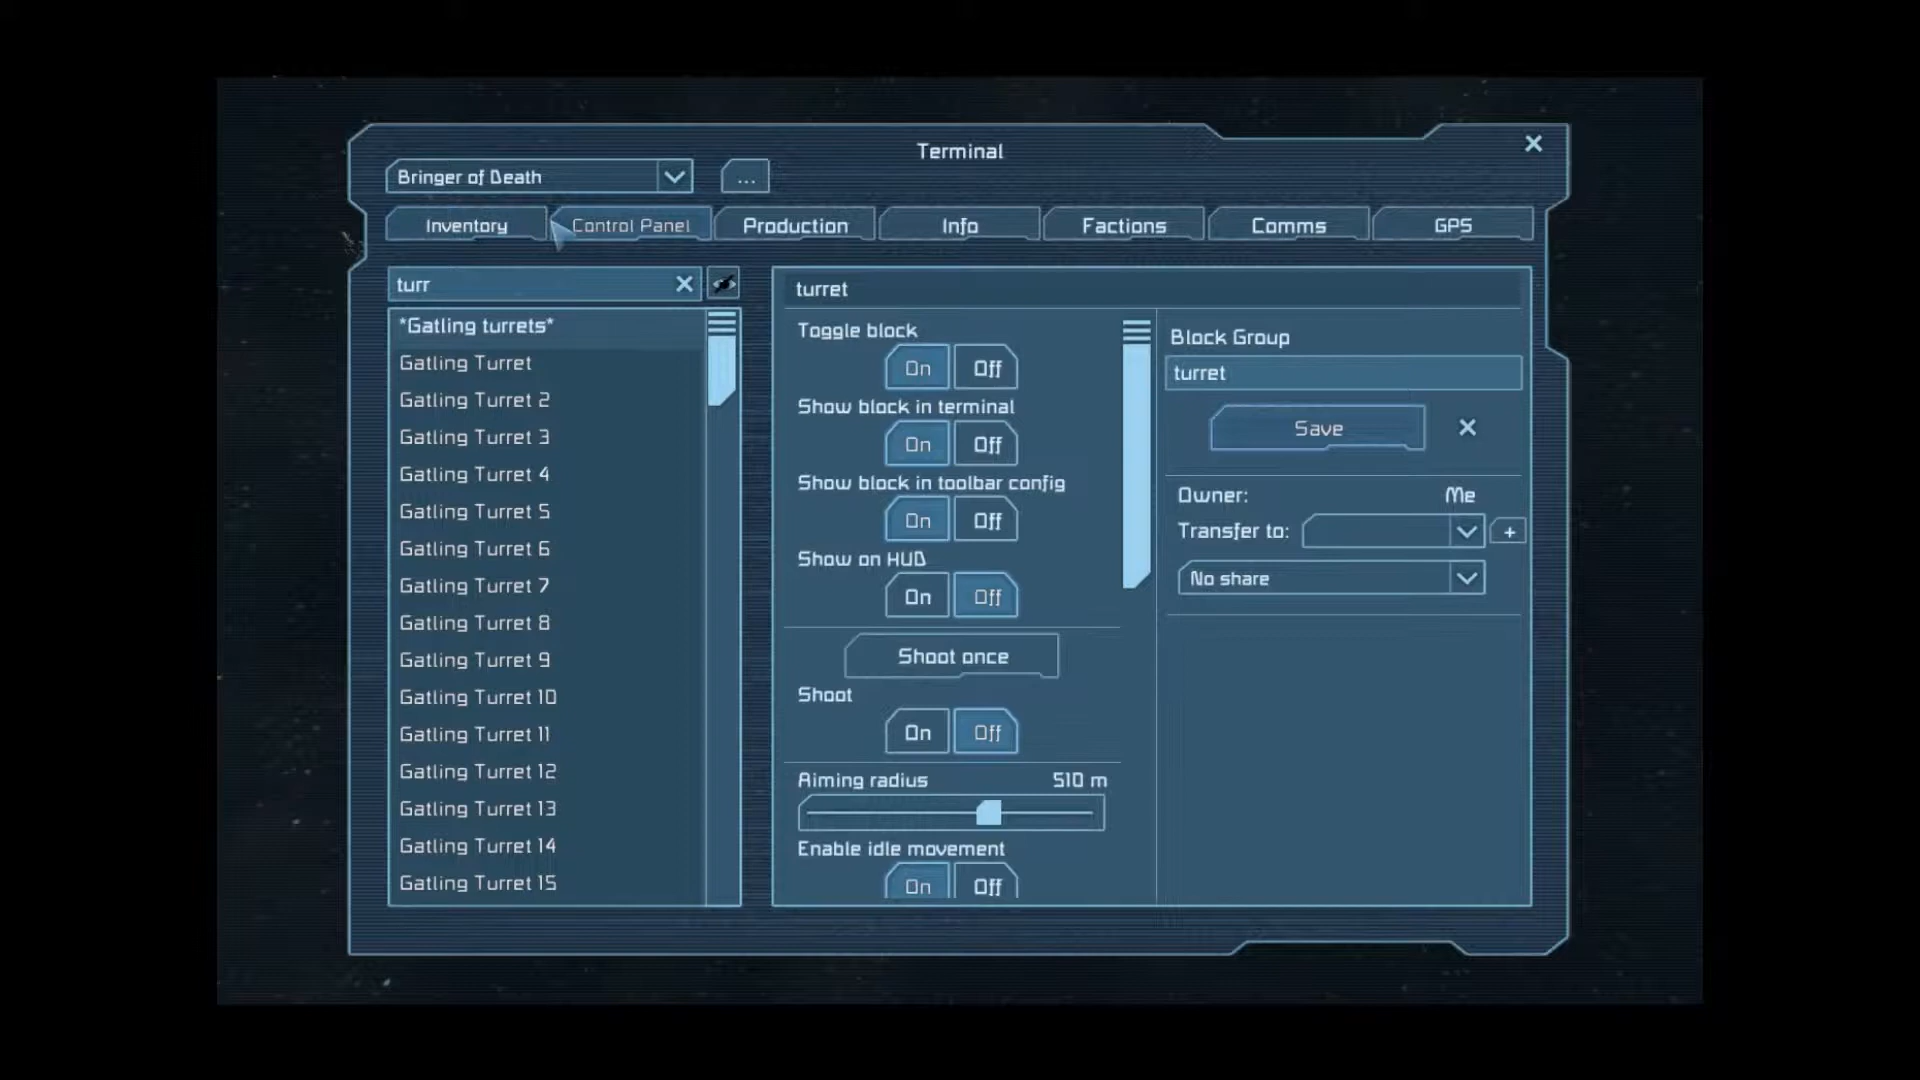 Terminal
Bringer of Death
...
Inventory
Control Panel
Production
Info
Factions
Comms
GPS
turr
*Gatling turrets*
Gatling Turret
Gatling Turret 2
Gatling Turret 3
Gatling Turret 4
Gatling Turret 5
Gatling Turret 6
Gatling Turret 7
Gatling Turret 8
Gatling Turret 9
Gatling Turret 10
Gatling Turret 11
Gatling Turret 12
Gatling Turret 13
Gatling Turret 14
Gatling Turret 15
turret
Toggle block
On Off
Show block in terminal
On Off
Show block in toolbar config
On Off
Show on HUD
On Off
Shoot once
Shoot
On Off
Aiming radius 510 m
Enable idle movement
On Off
Block Group
turret
Save
Owner: Me
Transfer to:
+
No share